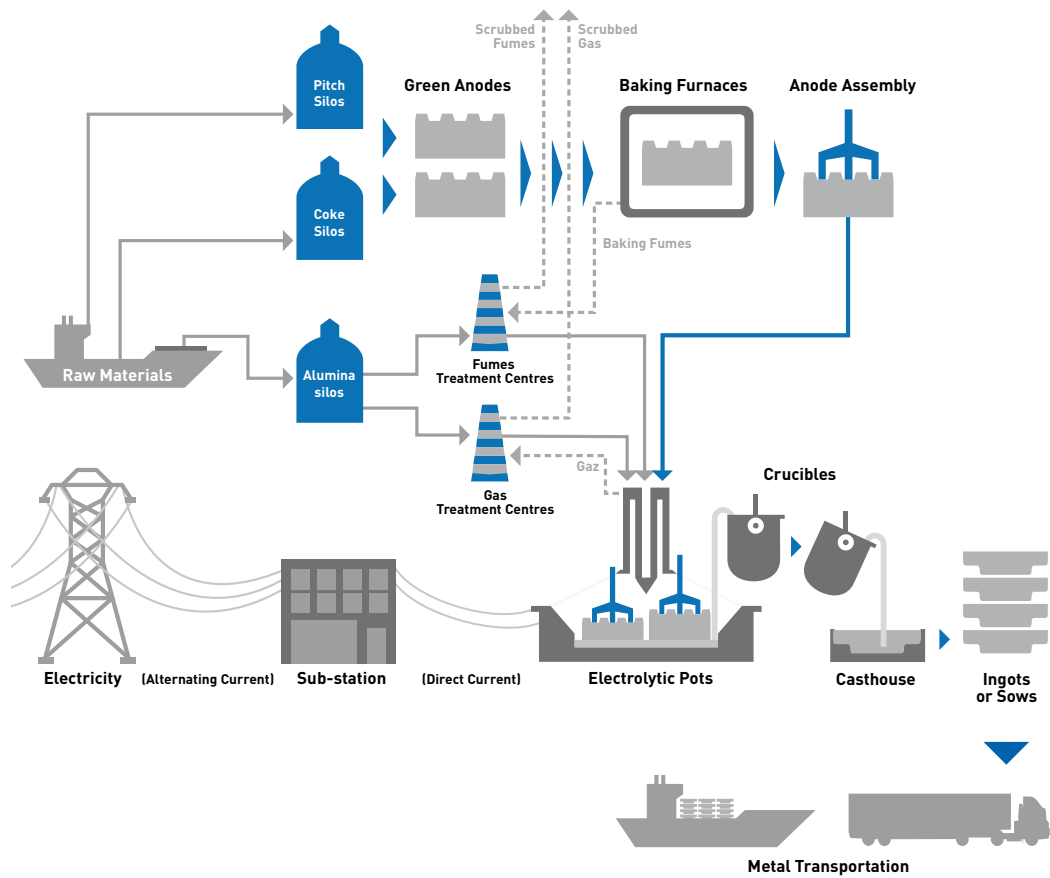 Scrubbed
Fumes
Scrubbed
Gas
Pitch
Silos
Green Anodes
Baking Furnaces
Anode Assembly
Coke
Silos
Baking Fumes
Raw Materials
Alumina
silos
Fumes
Treatment Centres
Gaz
Gas
Treatment Centres
Crucibles
Electricity
(Alternating Current)
Sub-station
(Direct Current)
Electrolytic Pots
Casthouse
Ingots
or Sows
Metal Transportation